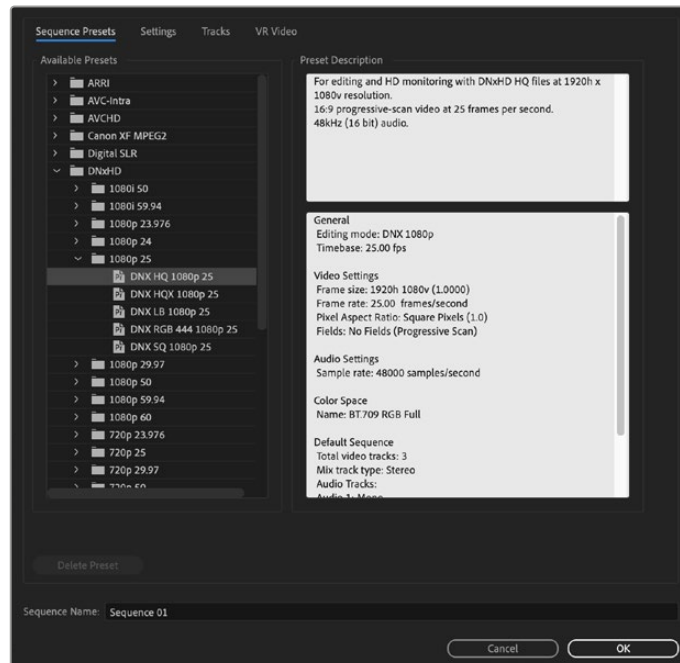 Sequence Presets Settings Tracks VR Video
Available Presets
ARRI
AVC-Intra
AVCHD
Canon XF MPEG2
Digital SLR
DNxHD
1080i 50
1080i 59.94
1080p 23.976
1080p 24
1080p 25
DNX HQ 1080p 25
DNX HQX 1080p 25
DNX LB 1080p 25
DNX RGB 444 1080p 25
DNX SQ 1080p 25
1080p 29.97
1080p 50
1080p 59.94
1080p 60
720p 23.976
720p 25
720p 29.97
720p 50
Delete Preset
Preset Description
For editing and HD monitoring with DNxHD HQ files at 1920h x
1080v resolution.
16:9 progressive-scan video at 25 frames per second.
48kHz (16 bit) audio.
General
Editing mode: DNX 1080p
Timebase: 25.00 fps
Video Settings
Frame size: 1920h 1080v (1.0000)
Frame rate: 25.00 frames/second
Pixel Aspect Ratio: Square Pixels (1.0)
Fields: No Fields (Progressive Scan)
Audio Settings
Sample rate: 48000 samples/second
Color Space
Name: BT.709 RGB Full
Default Sequence
Total video tracks: 3
Mix track type: Stereo
Audio Tracks:
Audio 1: Mono
Sequence Name: Sequence 01
Cancel OK